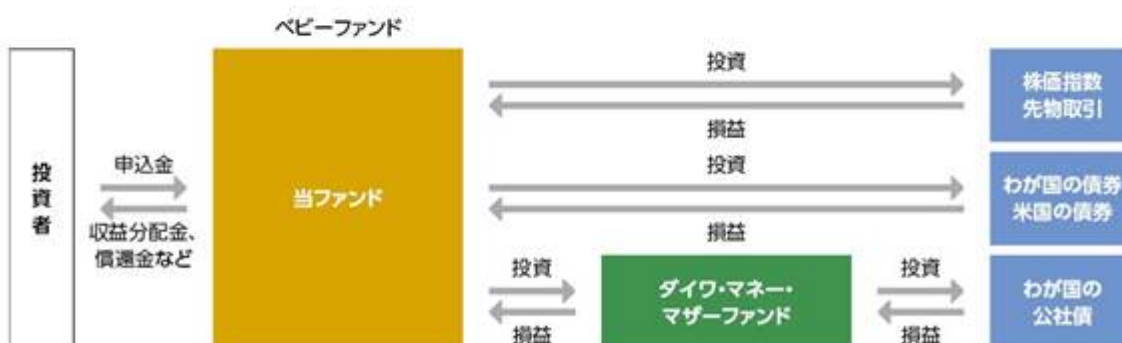 ベビーファンド
投資者
申込金
収益分配金、
償還金など
当ファンド
投資
損益
株価指数
先物取引
投資
損益
わが国の債券
米国の債券
投資
損益
ダイワ・マネー・
マザーファンド
投資
損益
わが国の
公社債